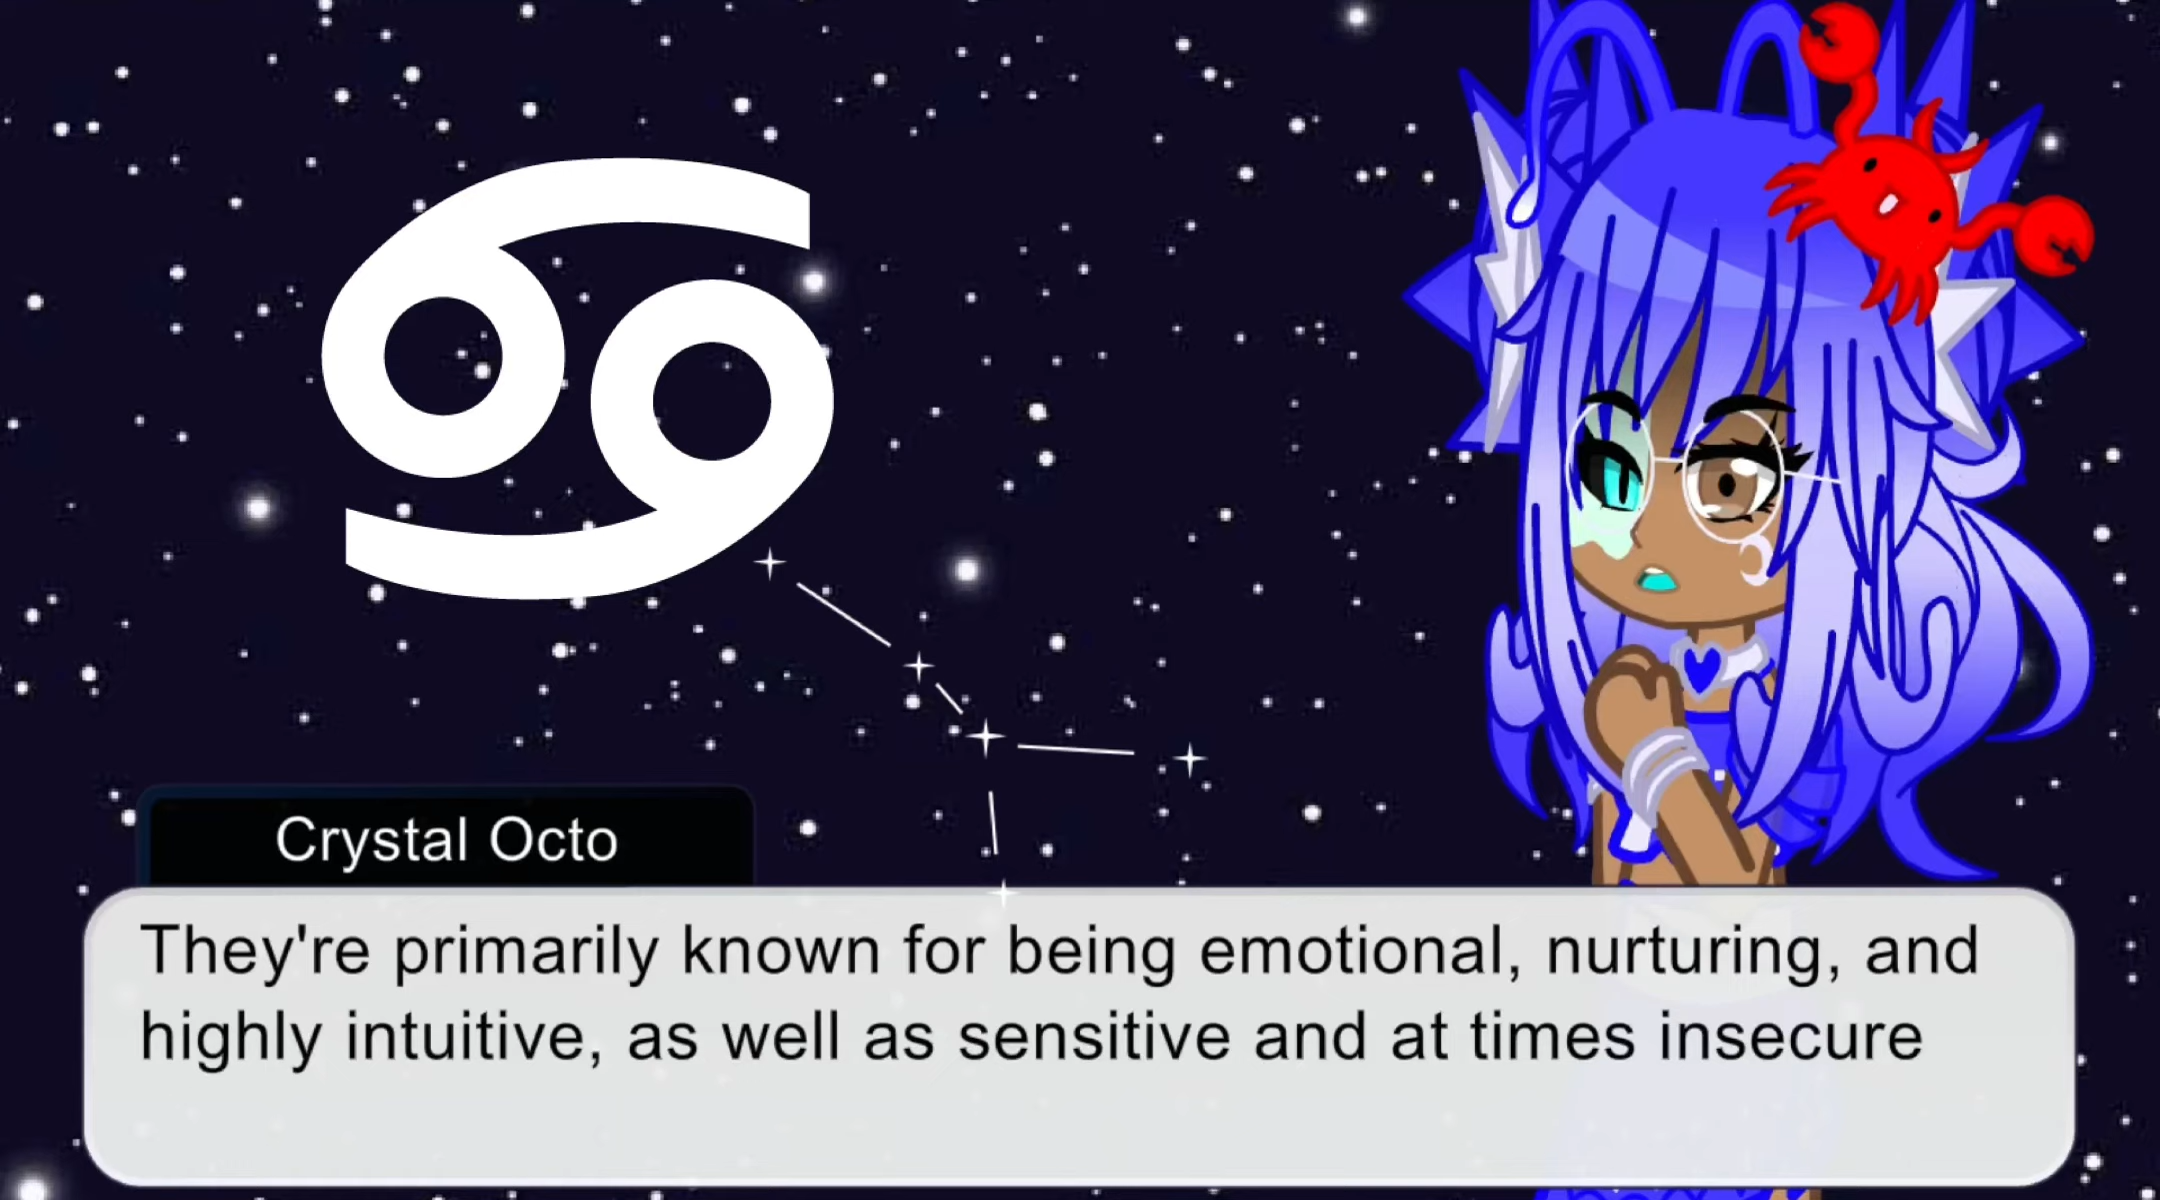 Crystal Octo
They're primarily known for being emotional, nurturing, and
highly intuitive, as well as sensitive and at times insecure